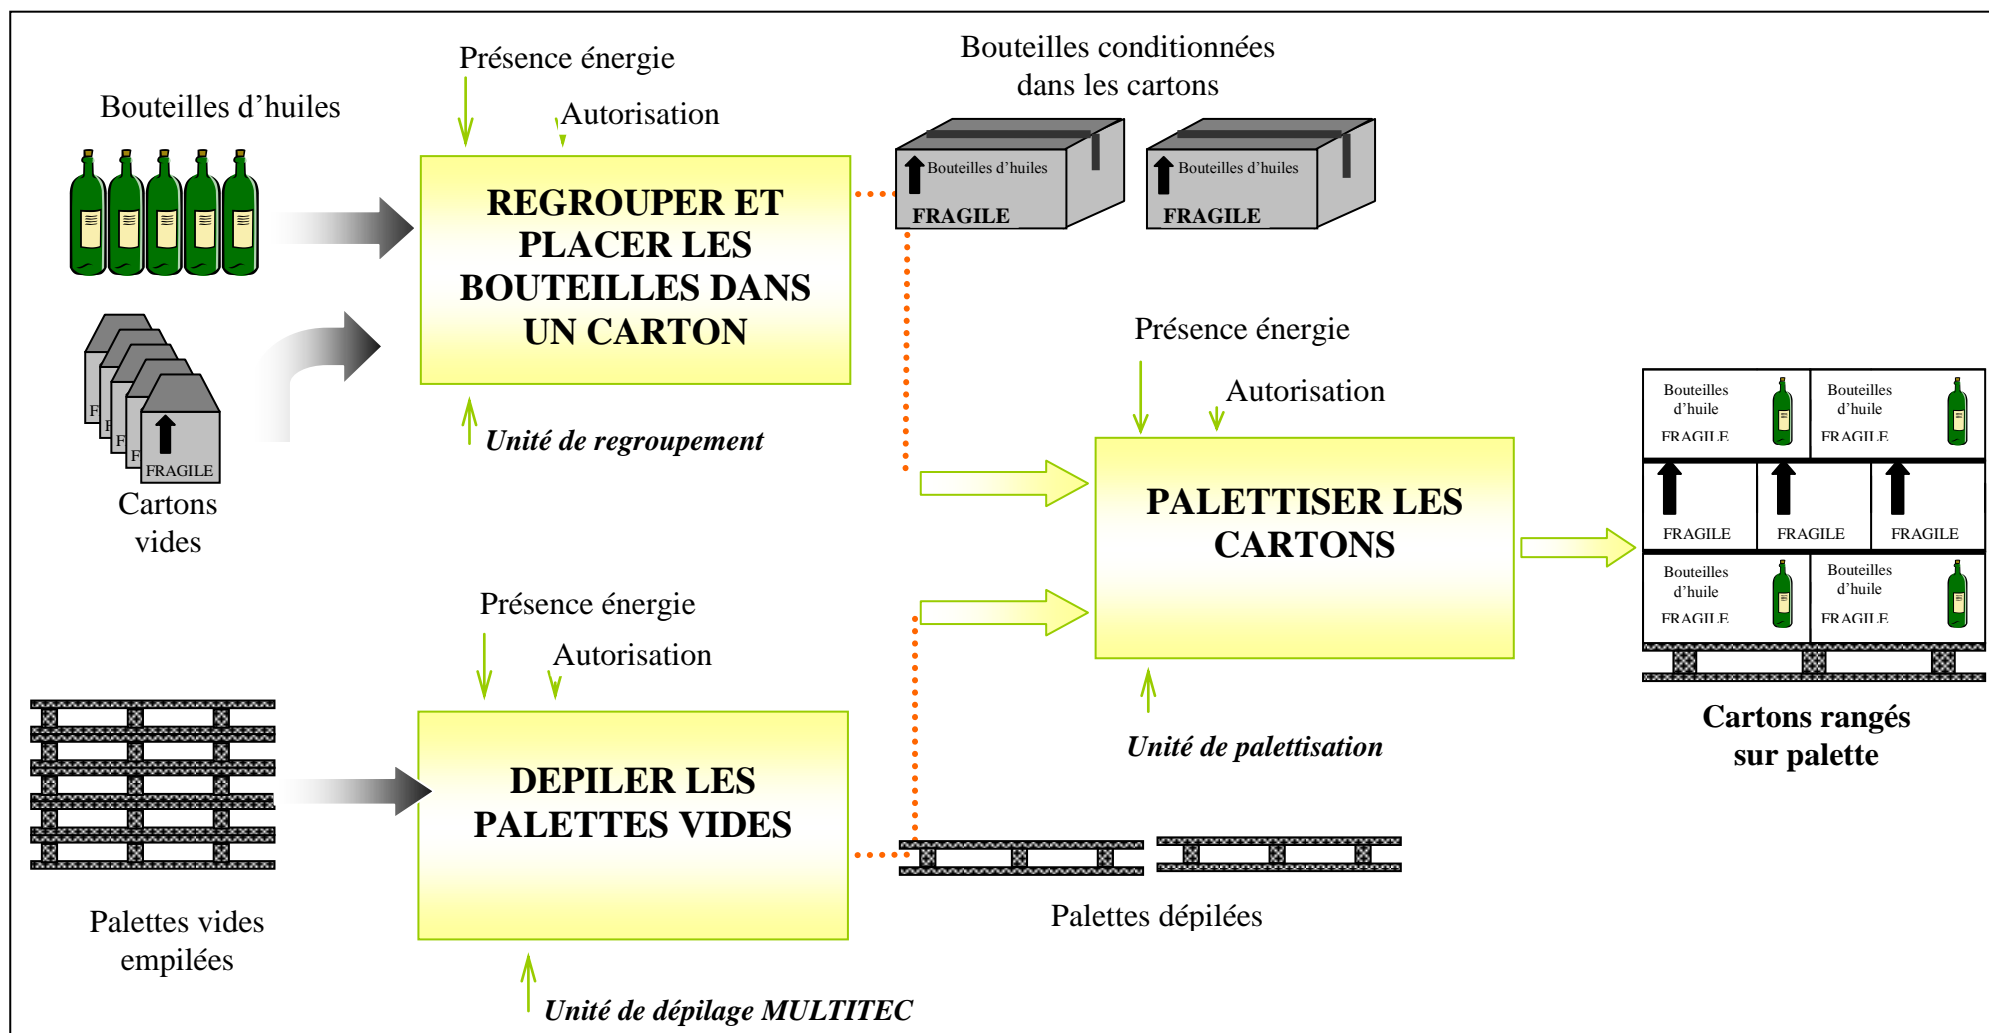 Présence énergie
Autorisation
Bouteilles d’huiles
Bouteilles conditionnées
dans les cartons
Bouteilles d’huiles
FRAGILE
Bouteilles d’huiles
FRAGILE
REGROUPER ET
PLACER LES
BOUTEILLES DANS
UN CARTON
F
F
F
F
FRAGILE
Cartons
vides
Unité de regroupement
Présence énergie
Autorisation
PALETTISER LES
CARTONS
Unité de palettisation
Bouteilles
d’huile
FRAGILE
Bouteilles
d’huile
FRAGILE
FRAGILE
FRAGILE
FRAGILE
Bouteilles
d’huile
FRAGILE
Bouteilles
d’huile
FRAGILE
Cartons rangés
sur palette
Présence énergie
Autorisation
DEPILER LES
PALETTES VIDES
Palettes vides
empilées
Palettes dépilées
Unité de dépilage MULTITEC